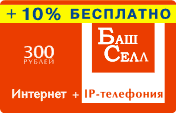 + 10% БЕСПЛАТНО
300
РУБЛЕЙ
БАШ
СЕЛЛ
Интернет + IP-телефония